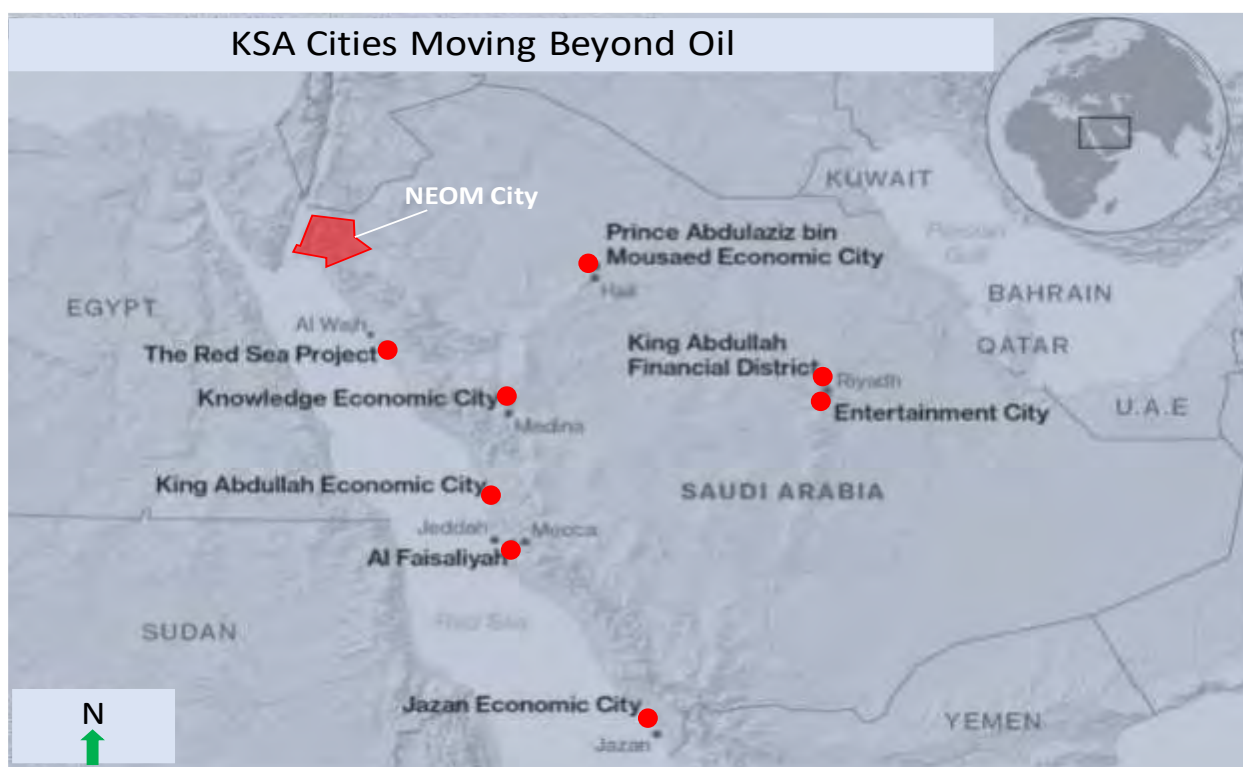 KSA Cities Moving Beyond Oil
KUWAIT
NEOM City
Persian
Gulf
Prince Abdulaziz bin
Mousaed Economic City
Hail
BAHRAIN
EGYPT
Al Wajh
The Red Sea Project
King Abdullah
Financial District
QATAR
Riyadh
Knowledge Economic City
Entertainment City
U.A.E
Medina
King Abdullah Economic City
SAUDI ARABIA
Jeddah
Mecca
Al Faisaliyah
Red Sea
SUDAN
Jazan Economic City
N
YEMEN
Jazan